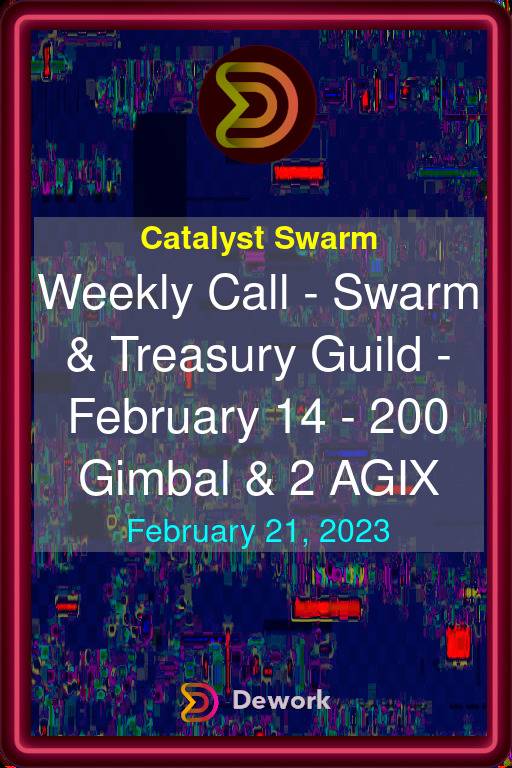 Catalyst Swarm
Weekly Call - Swarm
& Treasury Guild -
February 14 - 200
Gimbal & 2 AGIX
February 21, 2023
Dework